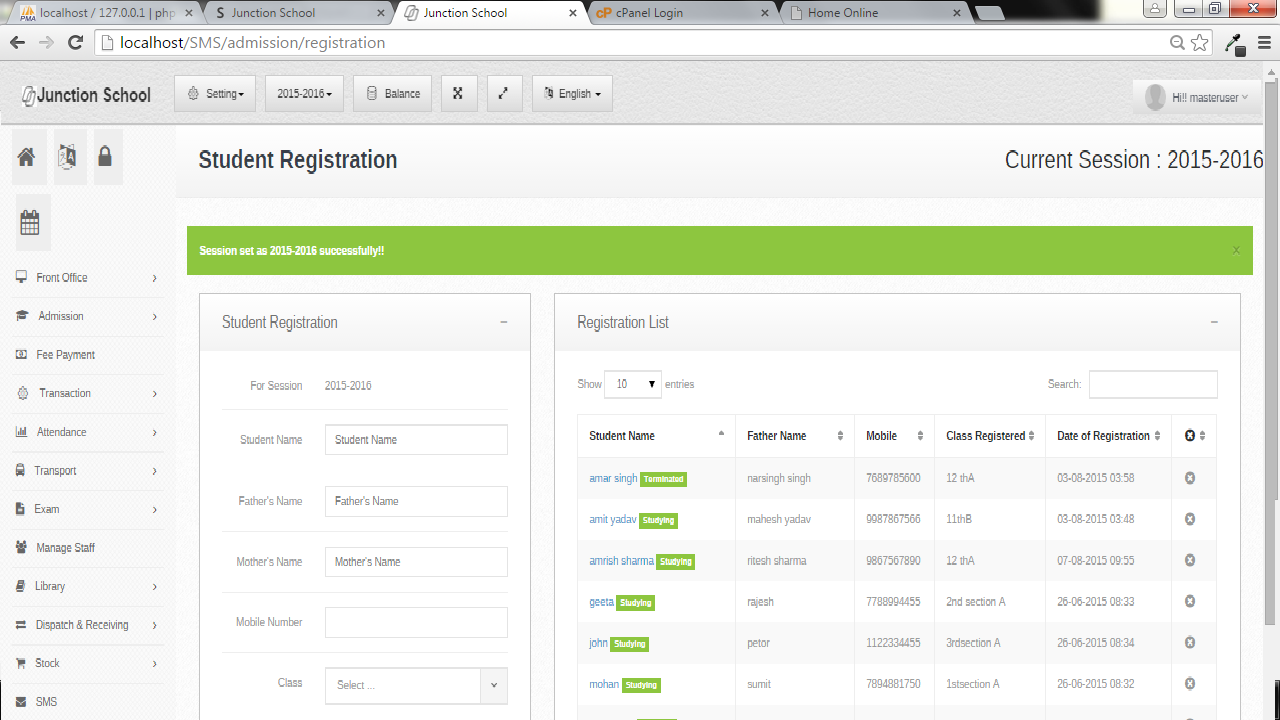 localhost / 127.0.0.1 | php
Junction School
Junction School
cPanel Login
Home Online
localhost/SMS/admission/registration
Junction School
Setting
2015-2016
Balance
English
Hi!! masteruser
Student Registration
Current Session : 2015-2016
Session set as 2015-2016 successfully!!
x
Front Office
Admission
Fee Payment
Transaction
Attendance
Transport
Exam
Manage Staff
Library
Dispatch & Receiving
Stock
SMS
Student Registration
For Session 2015-2016
Student Name Student Name
Father's Name Father's Name
Mother's Name Mother's Name
Mobile Number
Class Select ...
Registration List
Show 10 entries Search:
Student Name Father Name Mobile Class Registered Date of Registration
amar singh Terminated narsingh singh 7689785600 12 thA 03-08-2015 03:58
amit yadav Studying mahesh yadav 9987867566 11thB 03-08-2015 03:48
amrish sharma Studying ritesh sharma 9867567890 12 thA 07-08-2015 09:55
geeta Studying rajesh 7788994455 2nd section A 26-06-2015 08:33
john Studying petor 1122334455 3rdsection A 26-06-2015 08:34
mohan Studying sumit 7894881750 1stsection A 26-06-2015 08:32